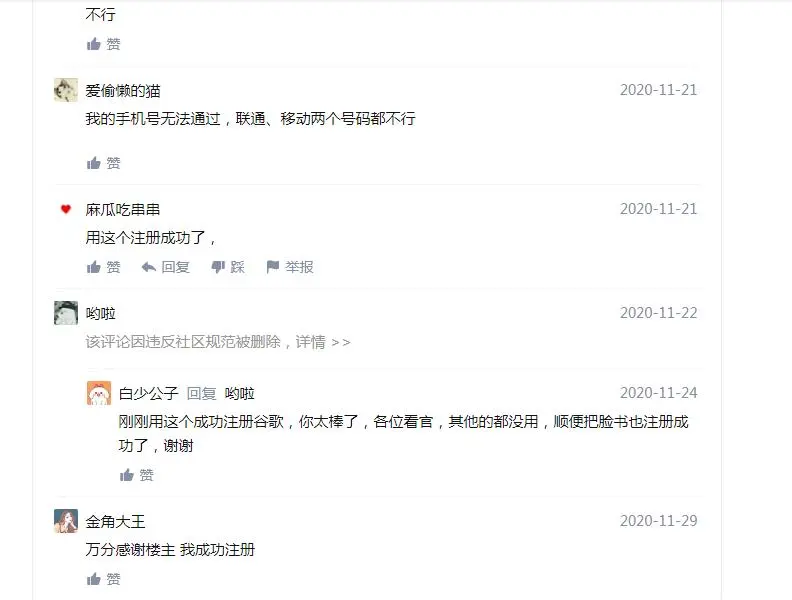 不行
赞
爱偷懒的猫 2020-11-21
我的手机号无法通过，联通、移动两个号码都不行
赞
麻瓜吃串串 2020-11-21
用这个注册成功了，
赞 回复 踩 举报
哟啦 2020-11-22
该评论因违反社区规范被删除，详情 >>
白少公子 回复 哟啦 2020-11-24
刚刚用这个成功注册谷歌，你太棒了，各位看官，其他的都没用，顺便把脸书也注册成
功了，谢谢
赞
金角大王 2020-11-29
万分感谢楼主 我成功注册
赞